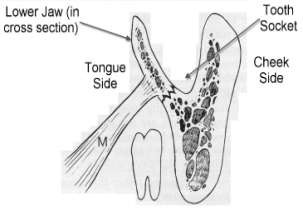 Lower Jaw (in
cross section)
Tooth
Socket
Tongue
Side
Cheek
Side
M